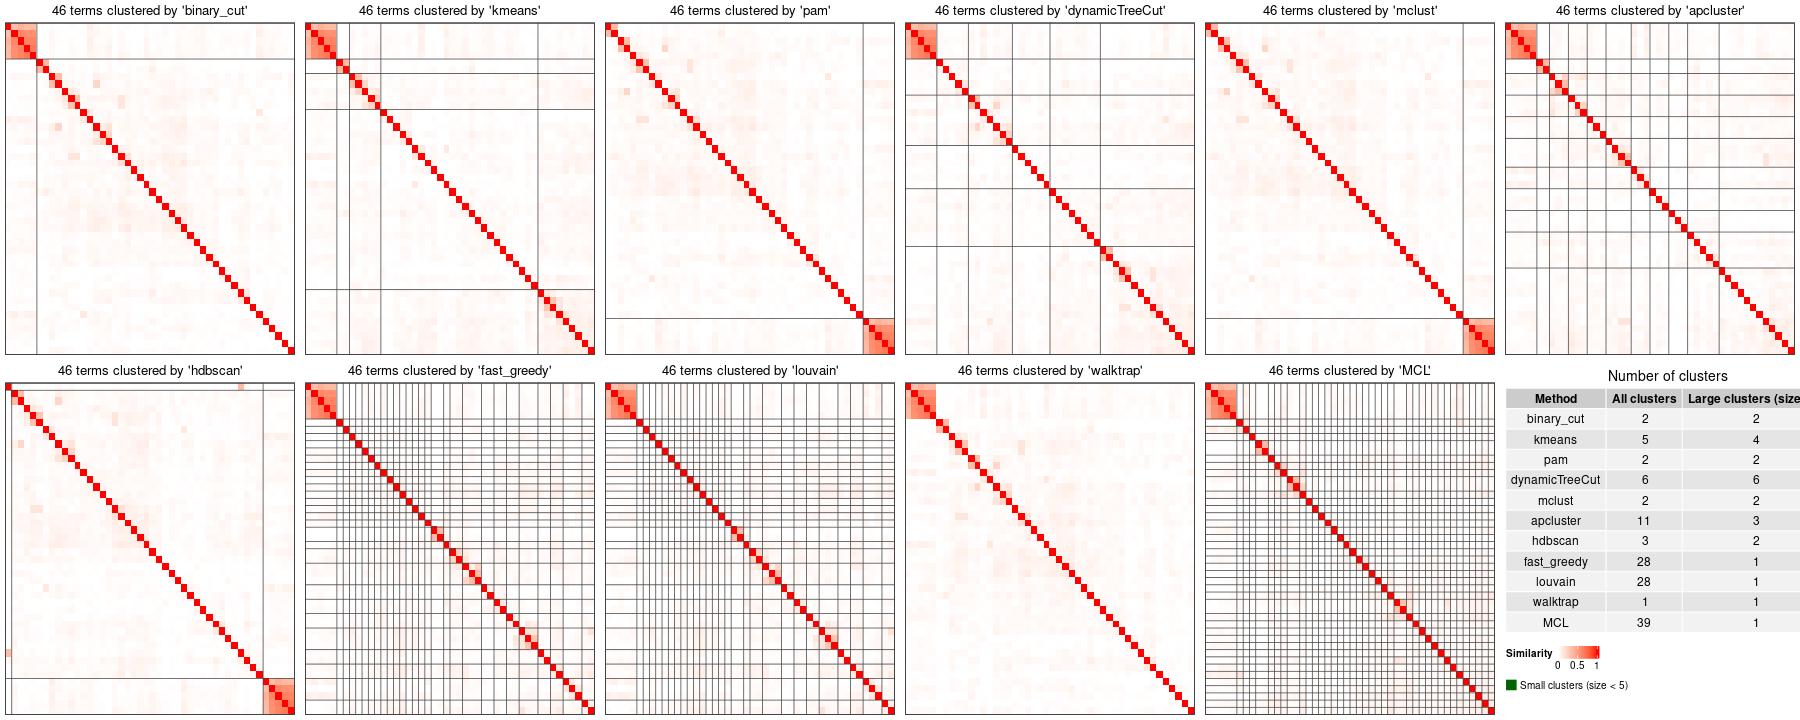 46 terms clustered by 'binary_cut'
46 terms clustered by 'kmeans'
46 terms clustered by 'pam'
46 terms clustered by 'dynamicTreeCut'
46 terms clustered by 'mclust'
46 terms clustered by 'apcluster'
46 terms clustered by 'hdbscan'
46 terms clustered by 'fast_greedy'
46 terms clustered by 'louvain'
46 terms clustered by 'walktrap'
46 terms clustered by 'MCL'
Number of clusters
Method All clusters Large clusters (size
binary_cut 2 2
kmeans 5 4
pam 2 2
dynamicTreeCut 6 6
mclust 2 2
apcluster 11 3
hdbscan 3 2
fast_greedy 28 1
louvain 28 1
walktrap 1 1
MCL 39 1
Similarity
0 0.5 1
Small clusters (size < 5)